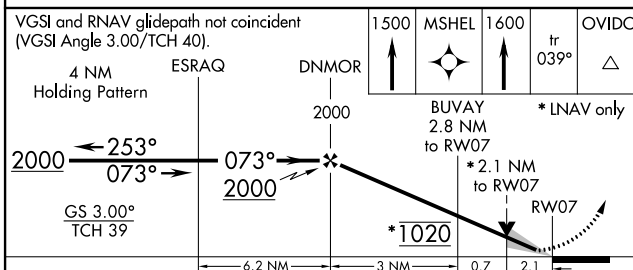 VGSI and RNAV glidepath not coincident
(VGSI Angle 3.00/TCH 40).
1500
MSHEL
1600
tr
039°
OVIDO
4 NM
Holding Pattern
ESRAQ
DNMOR
2000
BUVAY
2.8 NM
to RW07
* LNAV only
253°
2000
073°
073°
2000
* 2.1 NM
to RW07
RW07
GS 3.00°
TCH 39
*1020
6.2 NM
3 NM
0.7
2.1